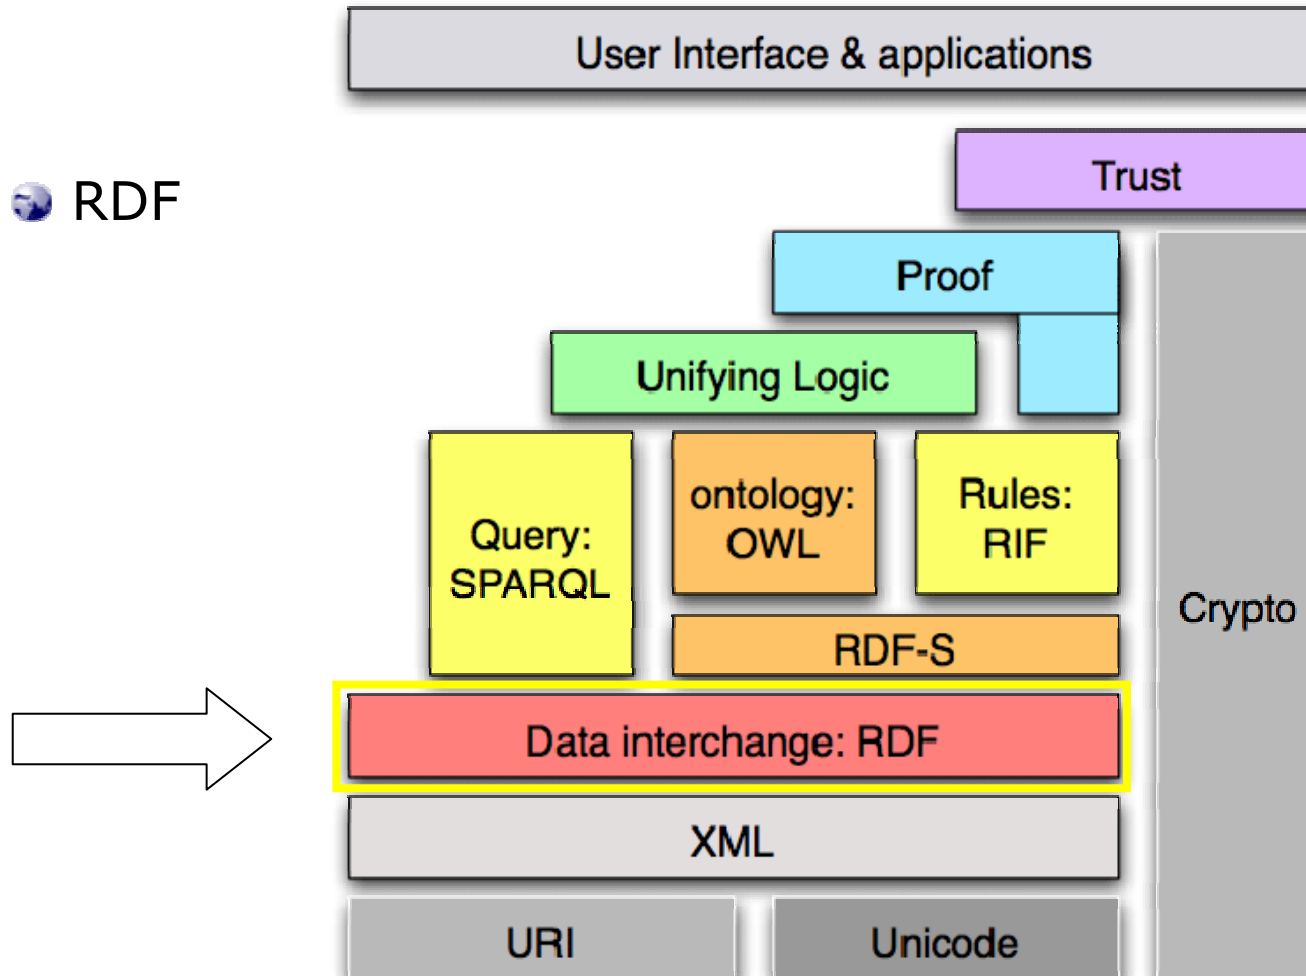 User Interface & applications
Trust
RDF
Proof
Unifying Logic
Query:
SPARQL
ontology:
OWL
Rules:
RIF
Crypto
RDF-S
Data interchange: RDF
XML
URI
Unicode